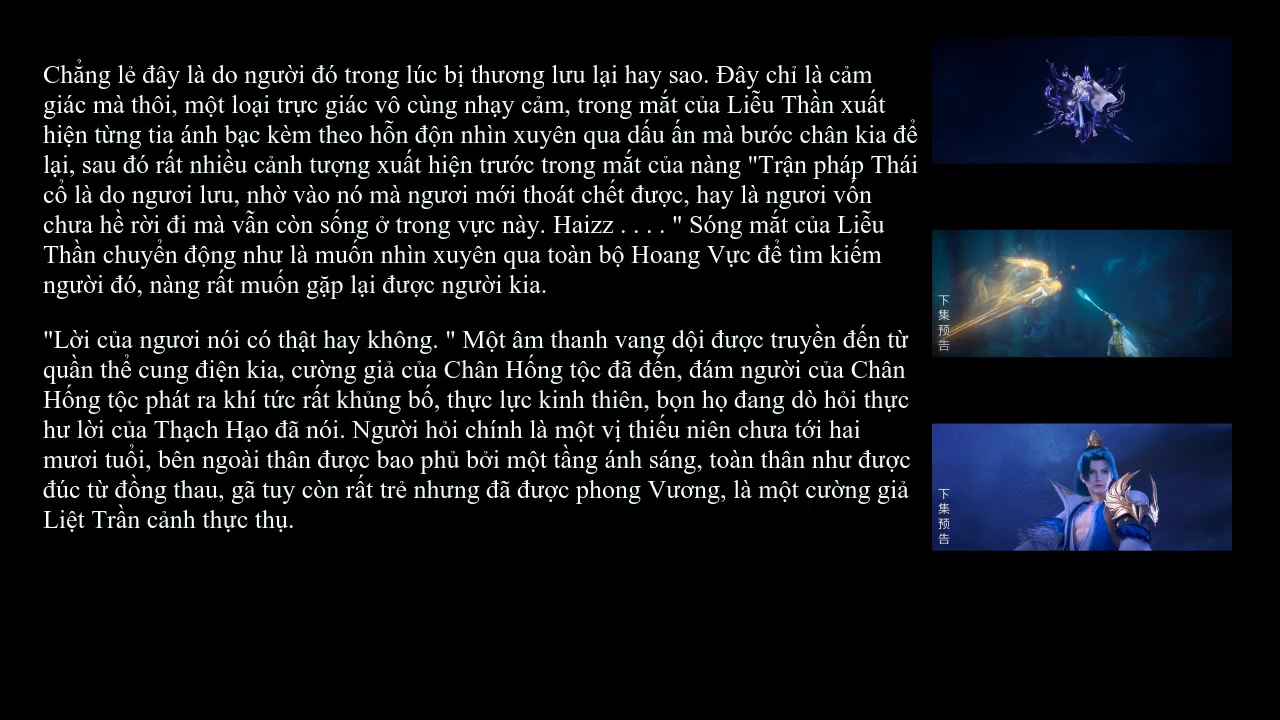 Chẳng lẻ đây là do người đó trong lúc bị thương lưu lại hay sao. Đây chỉ là cảm
giác mà thôi, một loại trực giác vô cùng nhạy cảm, trong mắt của Liễu Thần xuất
hiện từng tia ánh bạc kèm theo hỗn độn nhìn xuyên qua dấu ấn mà bước chân kia để
lại, sau đó rất nhiều cảnh tượng xuất hiện trước trong mắt của nàng "Trận pháp Thái
cổ là do ngươi lưu, nhờ vào nó mà ngươi mới thoát chết được, hay là ngươi vốn
chưa hề rời đi mà vẫn còn sống ở trong vực này. Haizz . . . . " Sóng mắt của Liễu
Thần chuyển động như là muốn nhìn xuyên qua toàn bộ Hoang Vực để tìm kiếm
người đó, nàng rất muốn gặp lại được người kia.
"Lời của ngươi nói có thật hay không. " Một âm thanh vang dội được truyền đến từ
quần thể cung điện kia, cường giả của Chân Hống tộc đã đến, đám người của Chân
Hống tộc phát ra khí tức rất khủng bố, thực lực kinh thiên, bọn họ đang dò hỏi thực
hư lời của Thạch Hạo đã nói. Người hỏi chính là một vị thiếu niên chưa tới hai
mươi tuổi, bên ngoài thân được bao phủ bởi một tầng ánh sáng, toàn thân như được
đúc từ đồng thau, gã tuy còn rất trẻ nhưng đã được phong Vương, là một cường giả
Liệt Trần cảnh thực thụ.
下集预告
下集预告